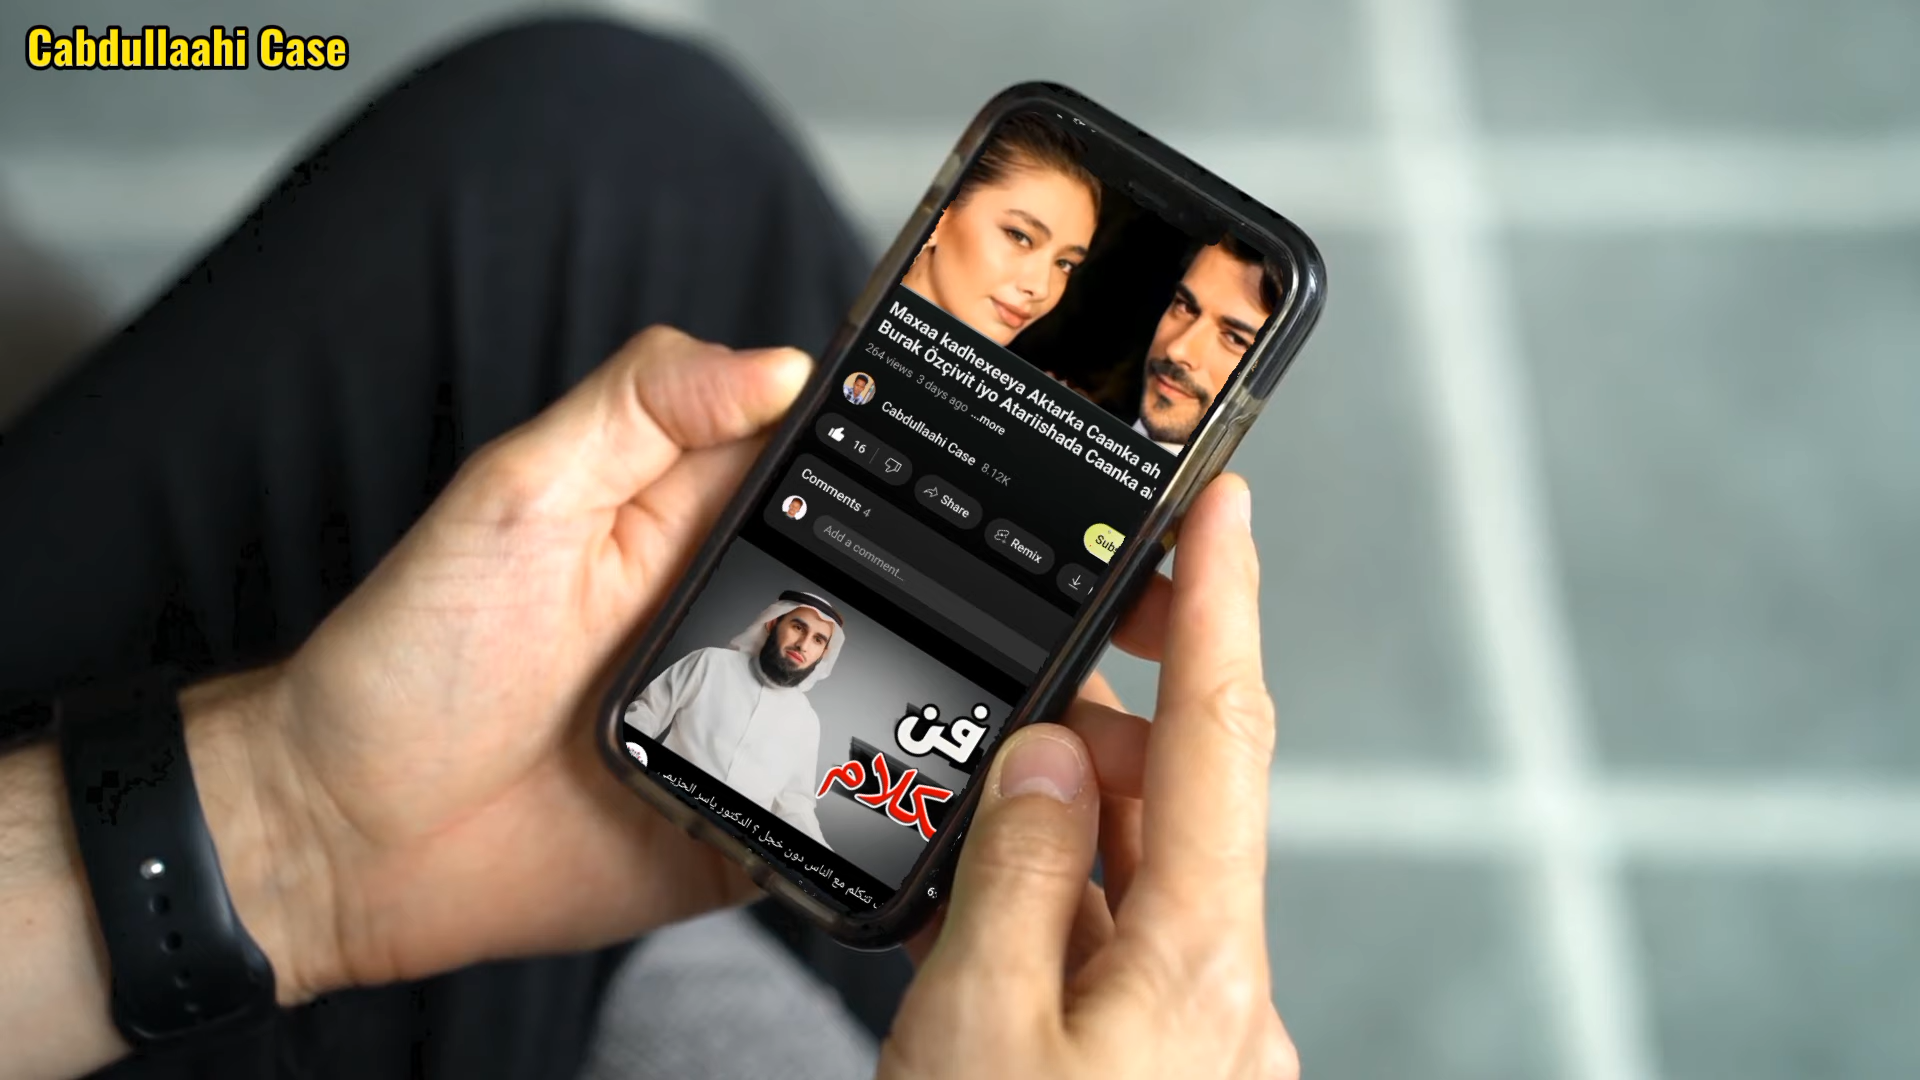 Cabdullaahi Case
Maxaa kadhexeeya Aktarka Caanka ah
Burak Özçivit iyo Atariishada Caanka
264 views 3 days ago ...more
Cabdullaahi Case 8.12K
16
Share
Remix
Sub
Comments 4
Add a comment...
فن
كلام
تتكلم مع الناس دون خجل ؟ الدكتور ياسر الحزيمي